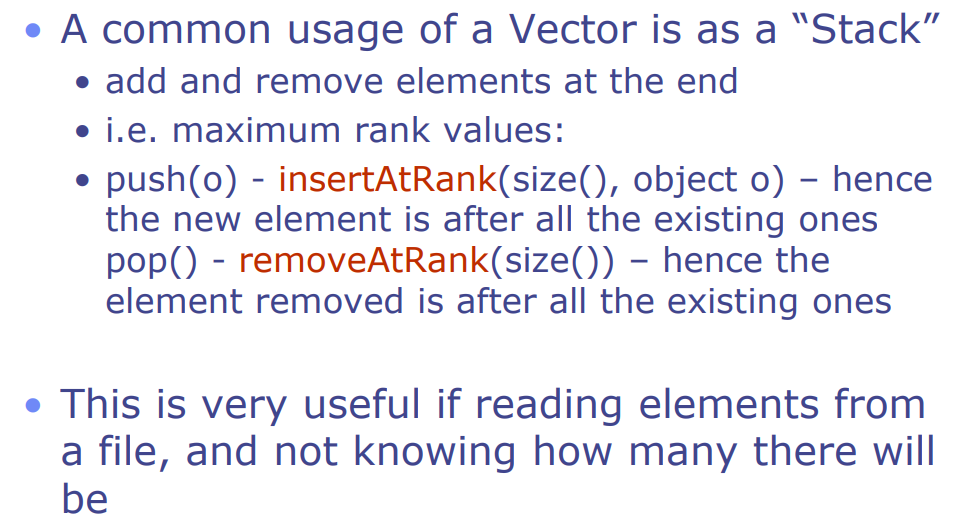 • A common usage of a Vector is as a “Stack”
• add and remove elements at the end
• i.e. maximum rank values:
• push(o) - insertAtRank(size(), object o) – hence
the new element is after all the existing ones
pop() - removeAtRank(size()) – hence the
element removed is after all the existing ones
• This is very useful if reading elements from
a file, and not knowing how many there will
be